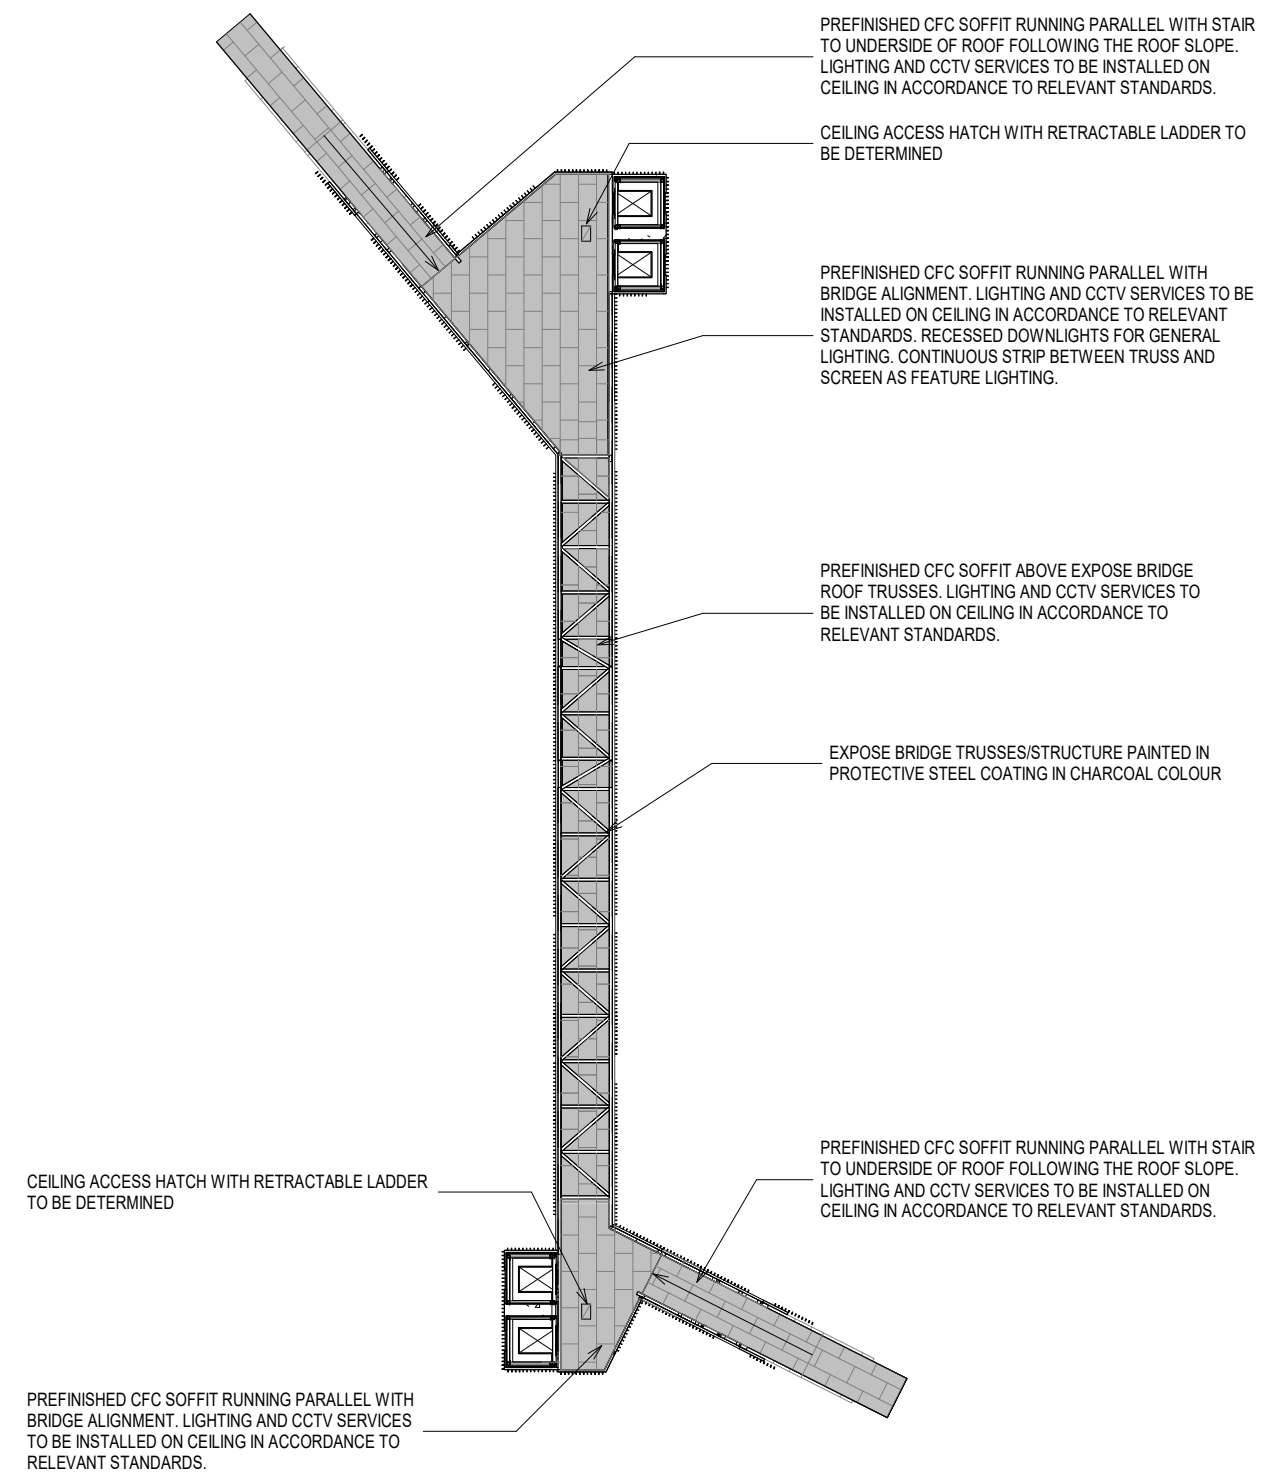 PREFINISHED CFC SOFFIT RUNNING PARALLEL WITH STAIR
TO UNDERSIDE OF ROOF FOLLOWING THE ROOF SLOPE.
LIGHTING AND CCTV SERVICES TO BE INSTALLED ON
CEILING IN ACCORDANCE TO RELEVANT STANDARDS.
CEILING ACCESS HATCH WITH RETRACTABLE LADDER TO
BE DETERMINED
PREFINISHED CFC SOFFIT RUNNING PARALLEL WITH
BRIDGE ALIGNMENT. LIGHTING AND CCTV SERVICES TO BE
INSTALLED ON CEILING IN ACCORDANCE TO RELEVANT
STANDARDS. RECESSED DOWNLIGHTS FOR GENERAL
LIGHTING. CONTINUOUS STRIP BETWEEN TRUSS AND
SCREEN AS FEATURE LIGHTING.
PREFINISHED CFC SOFFIT ABOVE EXPOSE BRIDGE
ROOF TRUSSES. LIGHTING AND CCTV SERVICES TO
BE INSTALLED ON CEILING IN ACCORDANCE TO
RELEVANT STANDARDS.
EXPOSE BRIDGE TRUSSES/STRUCTURE PAINTED IN
PROTECTIVE STEEL COATING IN CHARCOAL COLOUR
PREFINISHED CFC SOFFIT RUNNING PARALLEL WITH STAIR
TO UNDERSIDE OF ROOF FOLLOWING THE ROOF SLOPE.
LIGHTING AND CCTV SERVICES TO BE INSTALLED ON
CEILING IN ACCORDANCE TO RELEVANT STANDARDS.
CEILING ACCESS HATCH WITH RETRACTABLE LADDER
TO BE DETERMINED
PREFINISHED CFC SOFFIT RUNNING PARALLEL WITH
BRIDGE ALIGNMENT. LIGHTING AND CCTV SERVICES
TO BE INSTALLED ON CEILING IN ACCORDANCE TO
RELEVANT STANDARDS.